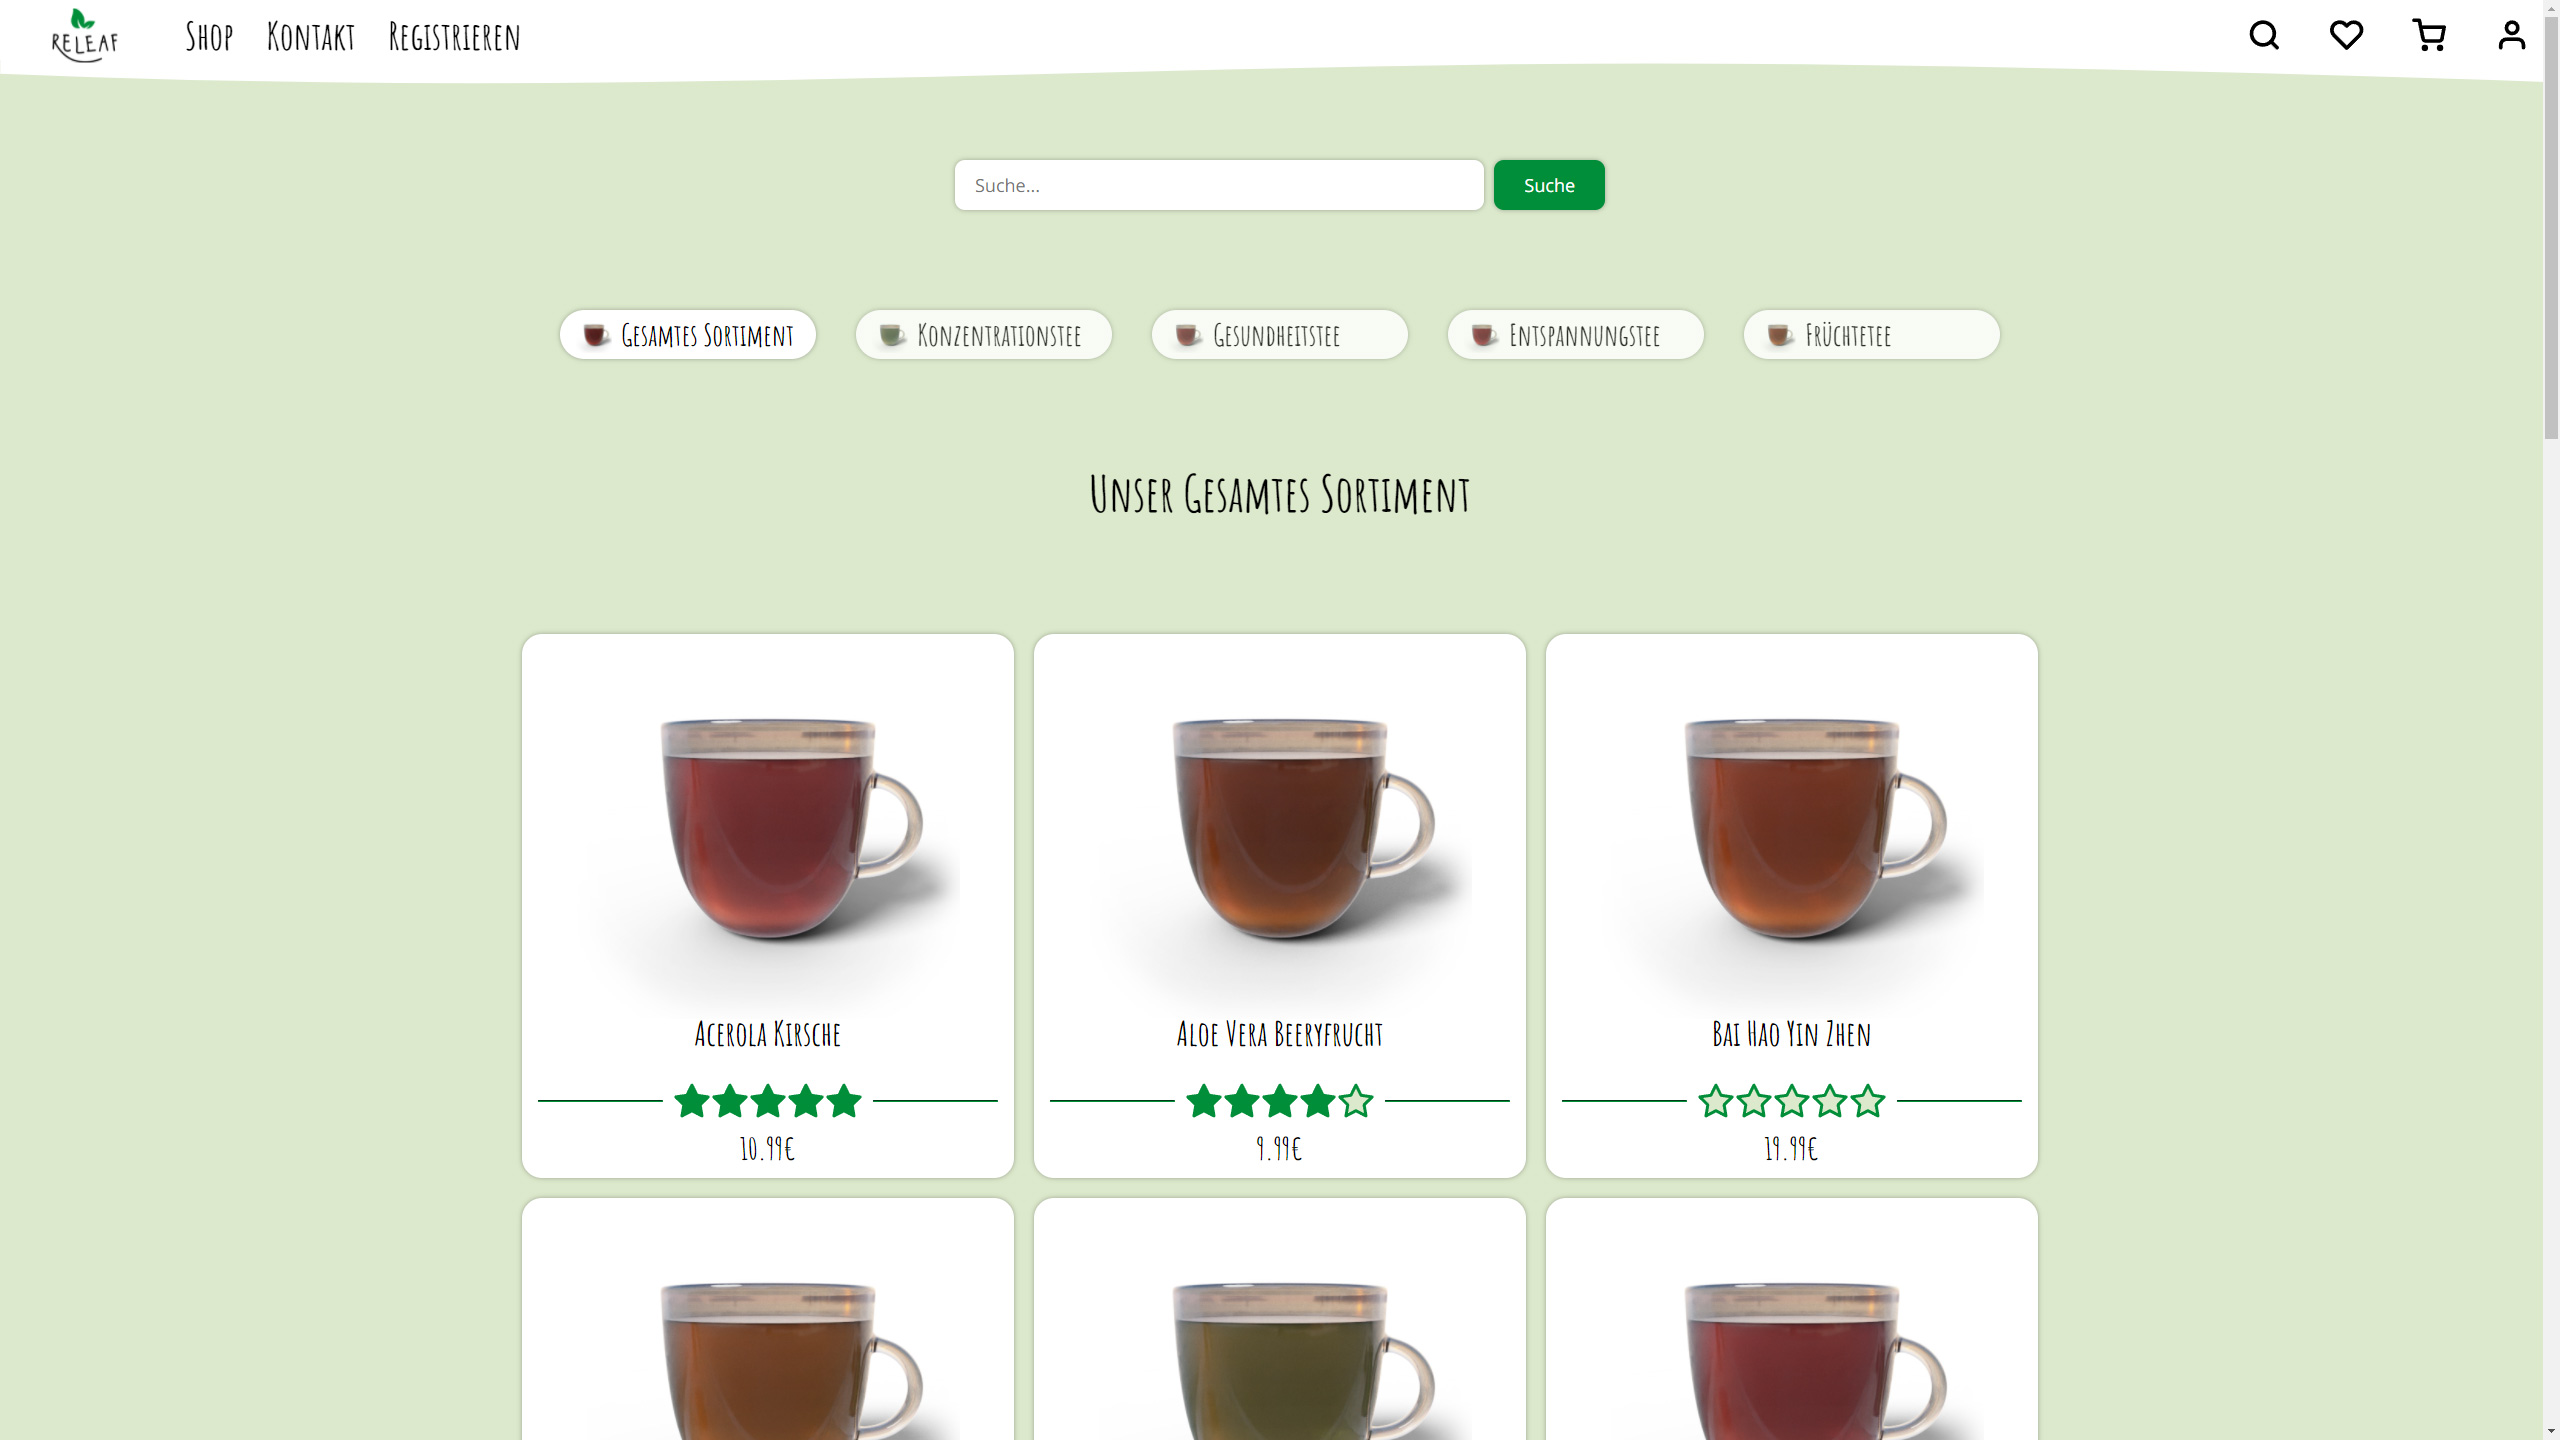 RELEAF
Shop Kontakt Registrieren
Suche... Suche
Gesamtes Sortiment Konzentrationstee Gesundheitstee Entspannungstee Früchtetee
Unser Gesamtes Sortiment
Acerola Kirsche Aloe Vera Beeryfrucht Bai Hao Yin Zhen
10.99€ 9.99€ 19.99€